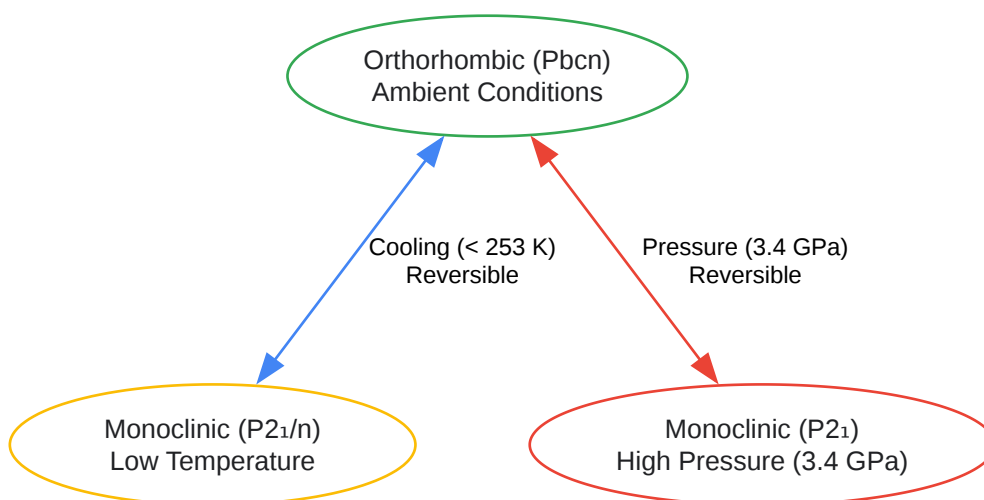 Orthorhombic (Pbcn)
Ambient Conditions
Cooling (< 253 K)
Reversible
Pressure (3.4 GPa)
Reversible
Monoclinic (P2₁/n)
Low Temperature
Monoclinic (P2₁)
High Pressure (3.4 GPa)